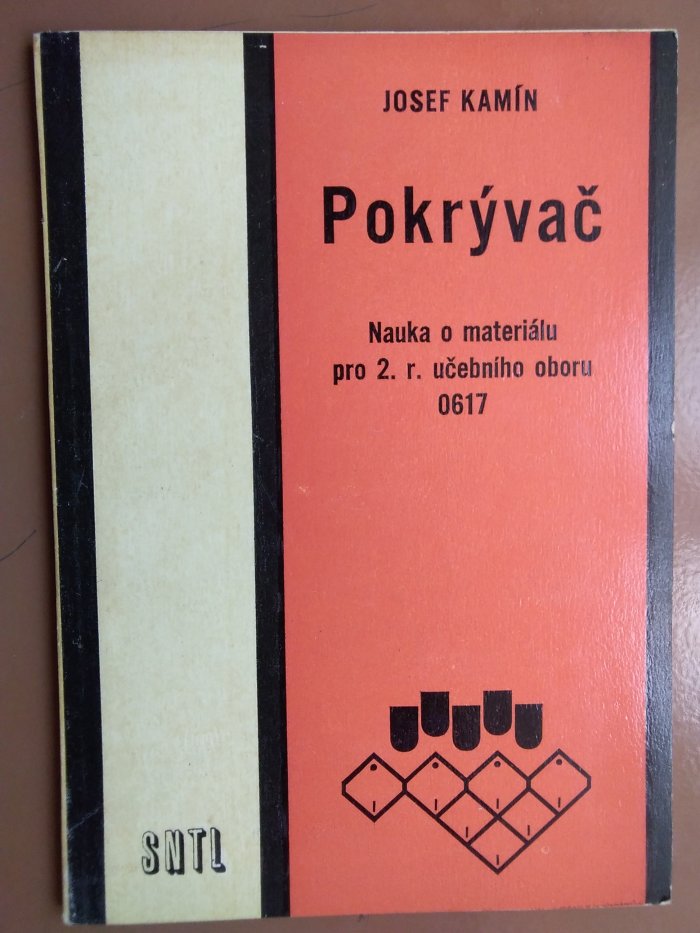 JOSEF KAMÍN
Pokrývač
Nauka o materiálu
pro 2. r. učebního oboru
0617
SNTL